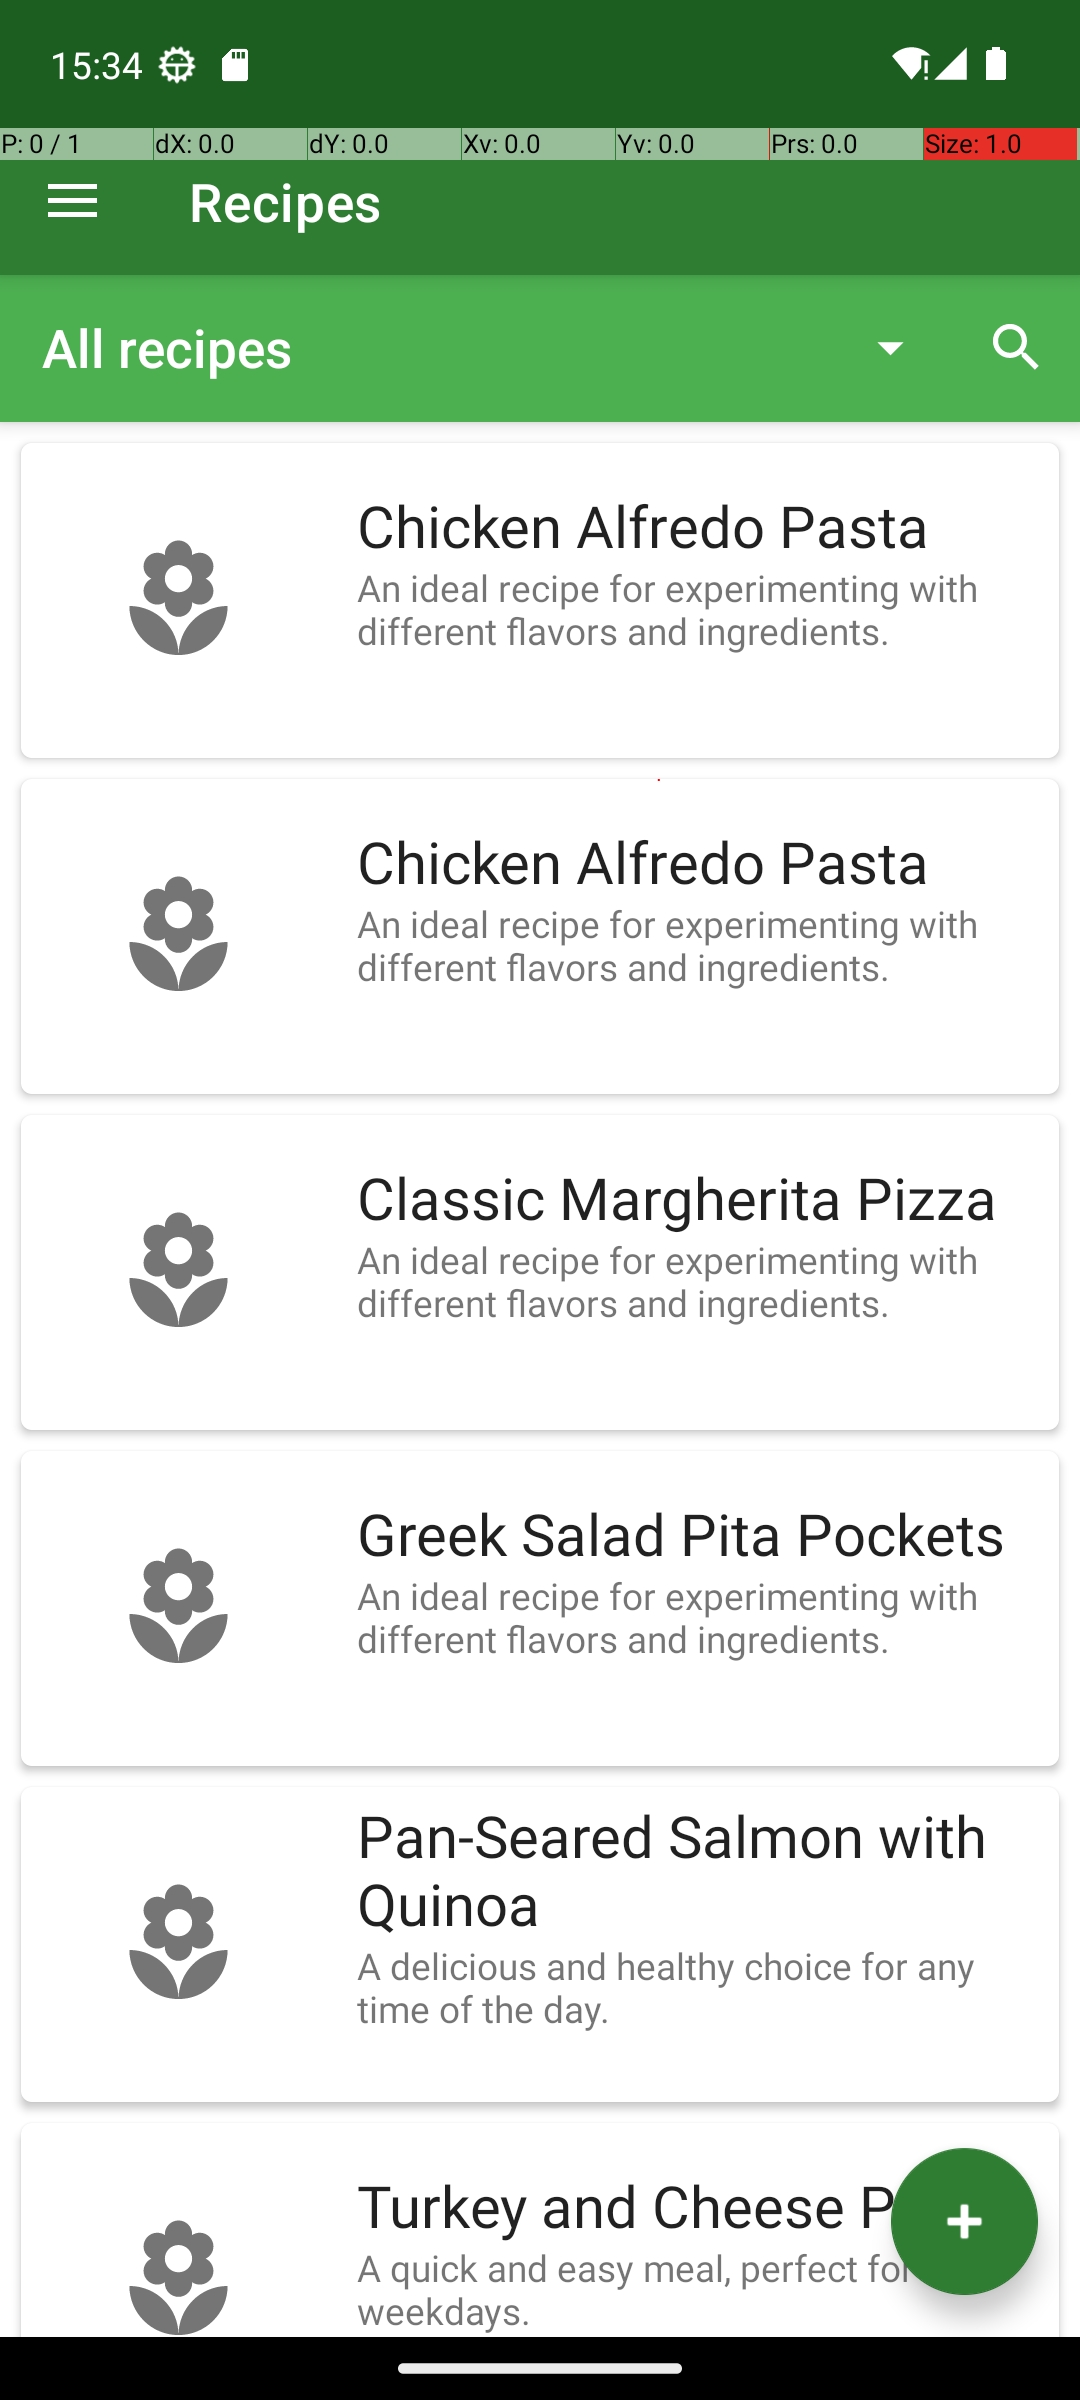 15:34
P: 0 / 1 dX: 0.0 dY: 0.0 Xv: 0.0 Yv: 0.0 Prs: 0.0 Size: 1.0
Recipes
All recipes
Chicken Alfredo Pasta
An ideal recipe for experimenting with
different flavors and ingredients.
Chicken Alfredo Pasta
An ideal recipe for experimenting with
different flavors and ingredients.
Classic Margherita Pizza
An ideal recipe for experimenting with
different flavors and ingredients.
Greek Salad Pita Pockets
An ideal recipe for experimenting with
different flavors and ingredients.
Pan-Seared Salmon with
Quinoa
A delicious and healthy choice for any
time of the day.
Turkey and Cheese
A quick and easy meal, perfect for
weekdays.